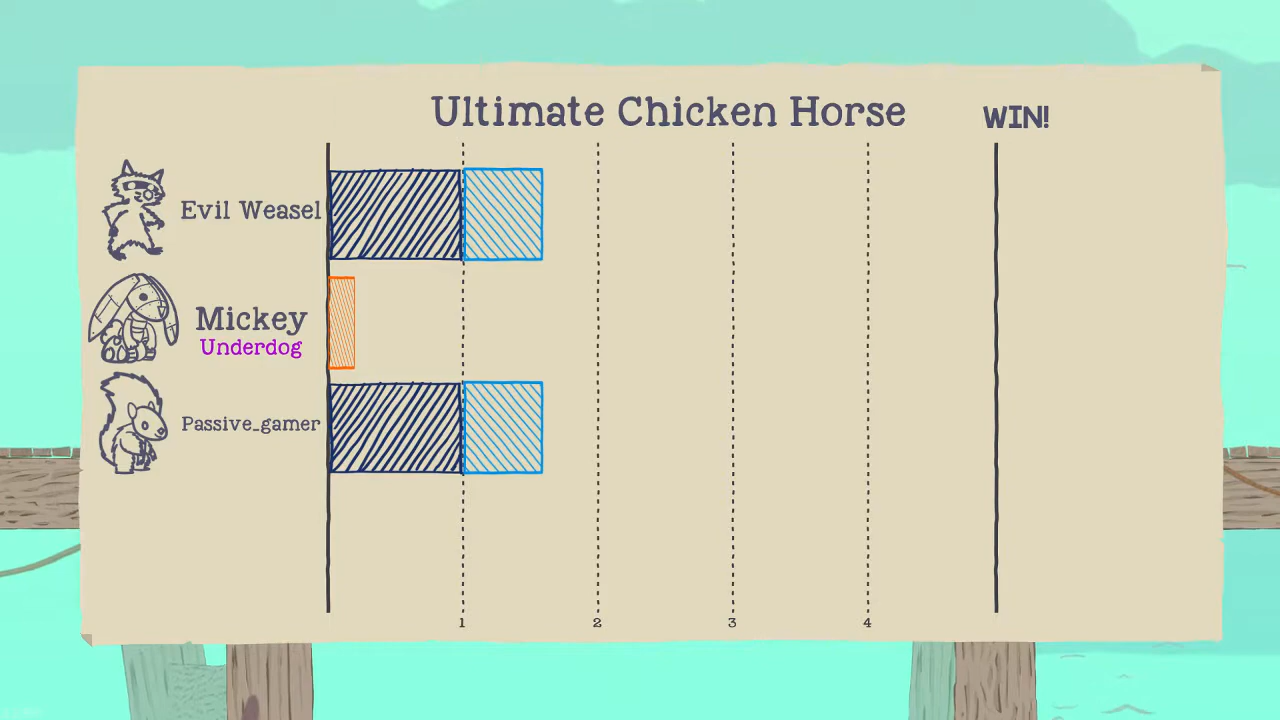 Ultimate Chicken Horse
WIN!
Evil Weasel
Mickey
Underdog
Passive_gamer
1 2 3 4